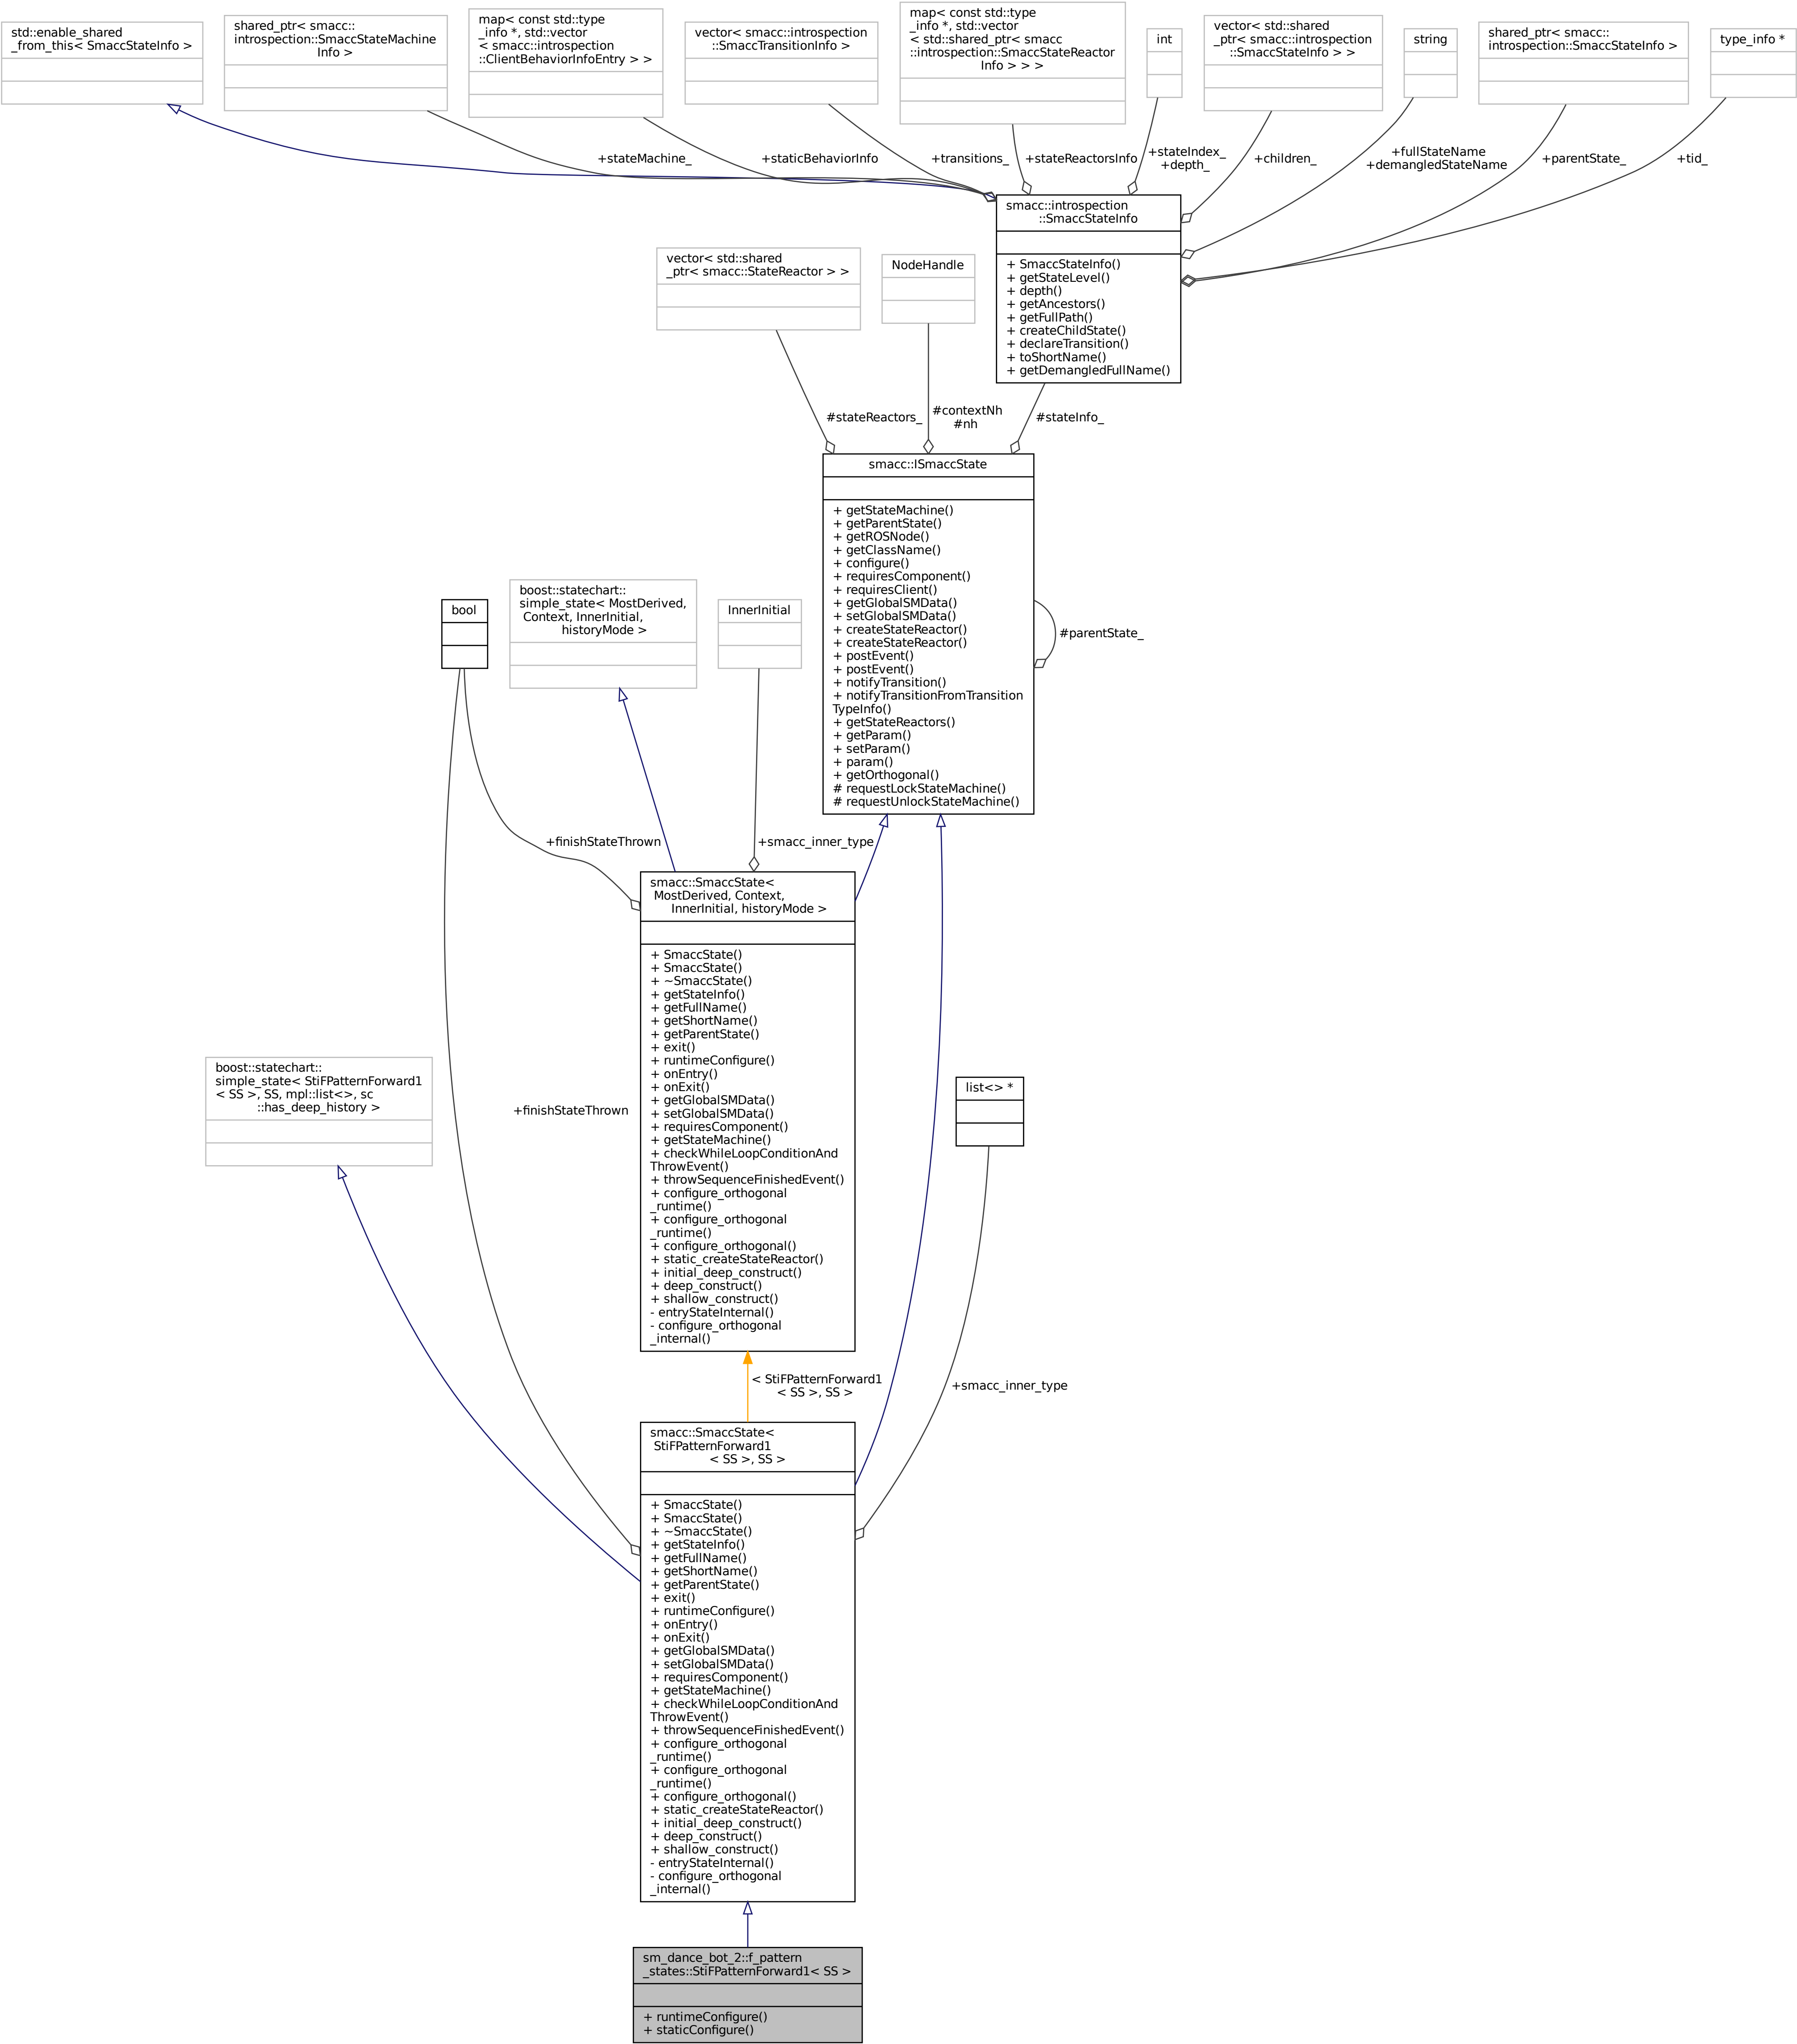 std::enable_shared
_from_this< SmaccStateInfo >
shared_ptr< smacc::
introspection::SmaccStateMachine
Info >
map< const std::type
_info *, std::vector
< smacc::introspection
::ClientBehaviorInfoEntry > >
vector< smacc::introspection
::SmaccTransitionInfo >
map< const std::type
_info *, std::vector
< std::shared_ptr< smacc
::introspection::SmaccStateReactor
Info > > >
int
vector< std::shared
_ptr< smacc::introspection
::SmaccStateInfo > >
string
shared_ptr< smacc::
introspection::SmaccStateInfo >
type_info *
+stateMachine_
+staticBehaviorInfo
+transitions_
+stateReactorsInfo
+stateIndex_
+depth_
+children_
+fullStateName
+demangledStateName
+parentState_
+tid_
smacc::introspection
::SmaccStateInfo
+ SmaccStateInfo()
+ getStateLevel()
+ depth()
+ getAncestors()
+ getFullPath()
+ createChildState()
+ declareTransition()
+ toShortName()
+ getDemangledFullName()
vector< std::shared
_ptr< smacc::StateReactor > >
NodeHandle
#stateReactors_
#contextNh
#nh
#stateInfo_
smacc::ISmaccState
+ getStateMachine()
+ getParentState()
+ getROSNode()
+ getClassName()
+ configure()
+ requiresComponent()
+ requiresClient()
+ getGlobalSMData()
+ setGlobalSMData()
+ createStateReactor()
+ createStateReactor()
+ postEvent()
+ postEvent()
+ notifyTransition()
+ notifyTransitionFromTransition
TypeInfo()
+ getStateReactors()
+ getParam()
+ setParam()
+ param()
+ getOrthogonal()
# requestLockStateMachine()
# requestUnlockStateMachine()
#parentState_
bool
boost::statechart::
simple_state< MostDerived,
Context, InnerInitial,
historyMode >
InnerInitial
+finishStateThrown
+smacc_inner_type
smacc::SmaccState<
MostDerived, Context,
InnerInitial, historyMode >
+ SmaccState()
+ SmaccState()
+ ~SmaccState()
+ getStateInfo()
+ getFullName()
+ getShortName()
+ getParentState()
+ exit()
+ runtimeConfigure()
+ onEntry()
+ onExit()
+ getGlobalSMData()
+ setGlobalSMData()
+ requiresComponent()
+ getStateMachine()
+ checkWhileLoopConditionAnd
ThrowEvent()
+ throwSequenceFinishedEvent()
+ configure_orthogonal
_runtime()
+ configure_orthogonal
_runtime()
+ configure_orthogonal()
+ static_createStateReactor()
+ initial_deep_construct()
+ deep_construct()
+ shallow_construct()
- entryStateInternal()
- configure_orthogonal
_internal()
boost::statechart::
simple_state< StiFPatternForward1
< SS >, SS, mpl::list<>, sc
::has_deep_history >
+finishStateThrown
list<> *
< StiFPatternForward1
< SS >, SS >
+smacc_inner_type
smacc::SmaccState<
StiFPatternForward1
< SS >, SS >
+ SmaccState()
+ SmaccState()
+ ~SmaccState()
+ getStateInfo()
+ getFullName()
+ getShortName()
+ getParentState()
+ exit()
+ runtimeConfigure()
+ onEntry()
+ onExit()
+ getGlobalSMData()
+ setGlobalSMData()
+ requiresComponent()
+ getStateMachine()
+ checkWhileLoopConditionAnd
ThrowEvent()
+ throwSequenceFinishedEvent()
+ configure_orthogonal
_runtime()
+ configure_orthogonal
_runtime()
+ configure_orthogonal()
+ static_createStateReactor()
+ initial_deep_construct()
+ deep_construct()
+ shallow_construct()
- entryStateInternal()
- configure_orthogonal
_internal()
sm_dance_bot_2::f_pattern
_states::StiFPatternForward1< SS >
+ runtimeConfigure()
+ staticConfigure()